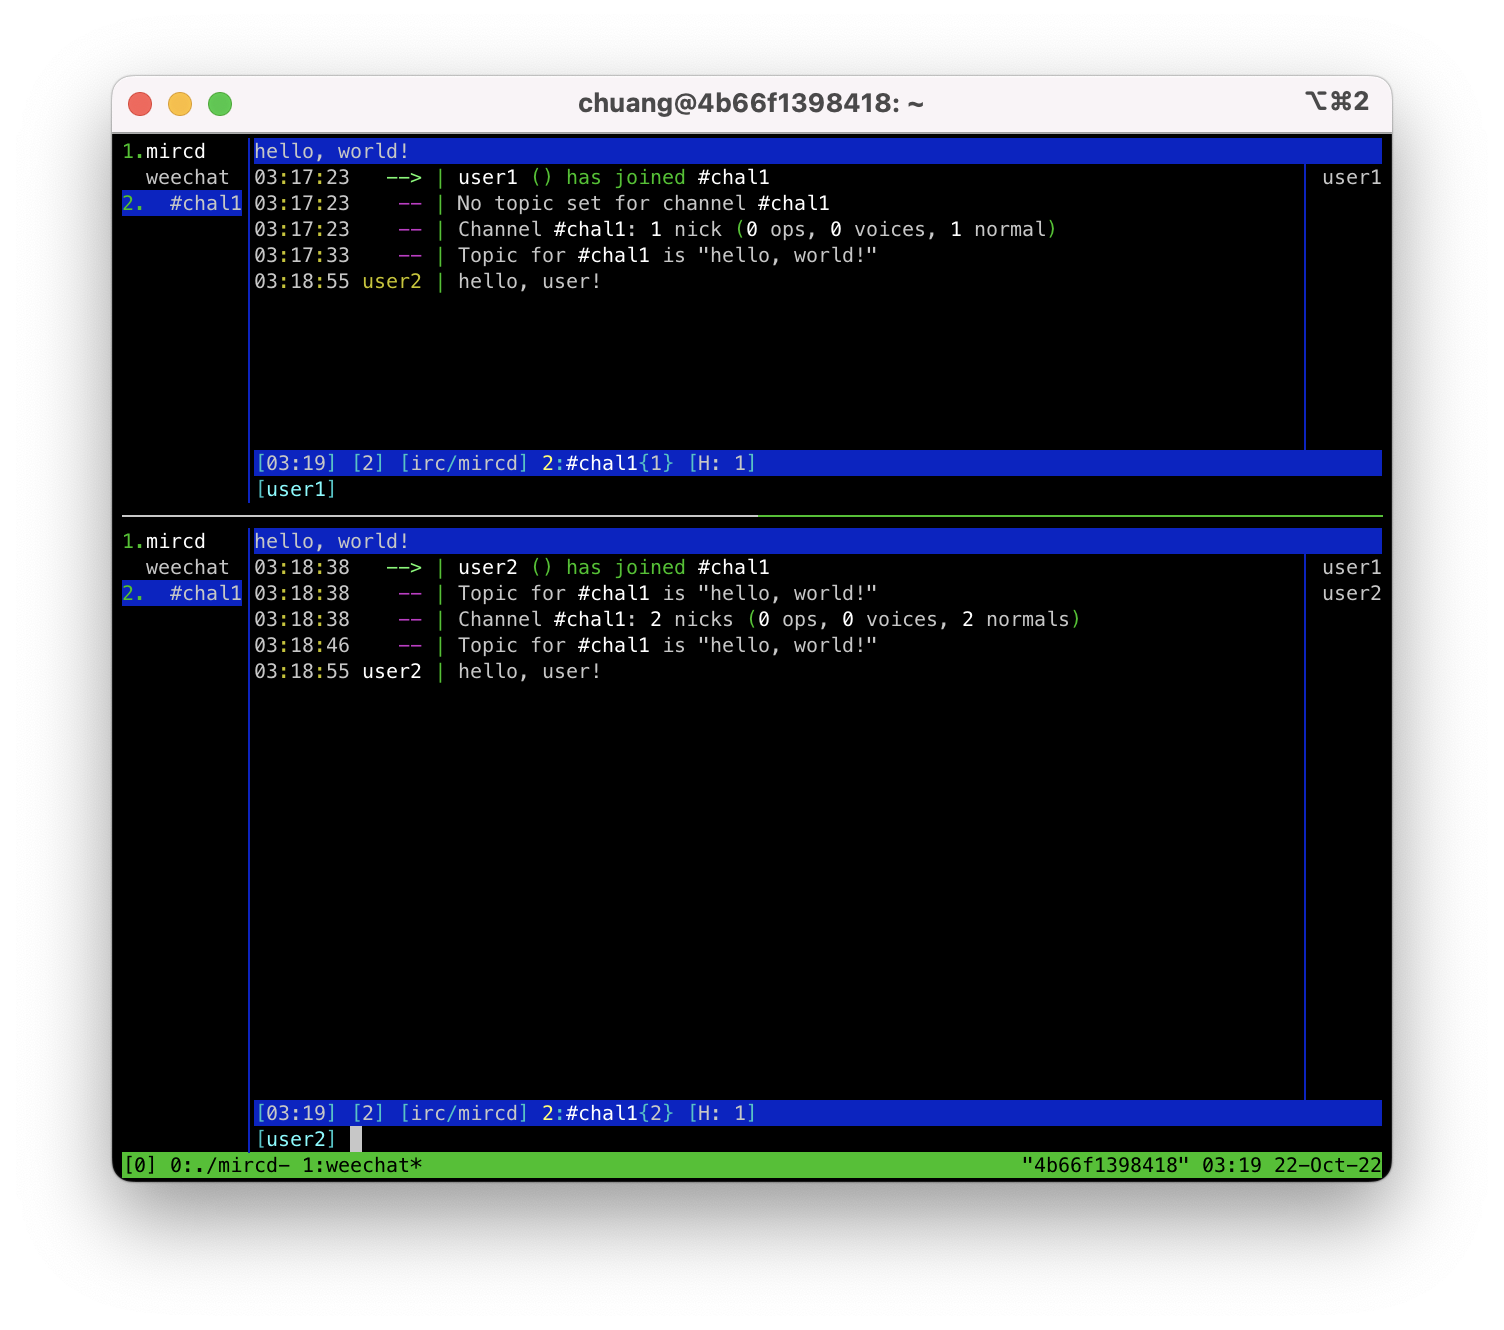 chuang@4b66f1398418: ~ ⌥⌘2
1.mircd hello, world!
weechat 03:17:23 --> | user1 () has joined #chal1 user1
2. #chal1 03:17:23 -- | No topic set for channel #chal1
03:17:23 -- | Channel #chal1: 1 nick (0 ops, 0 voices, 1 normal)
03:17:33 -- | Topic for #chal1 is "hello, world!"
03:18:55 user2 | hello, user!
[03:19] [2] [irc/mircd] 2:#chal1{1} [H: 1]
[user1]
1.mircd hello, world!
weechat 03:18:38 --> | user2 () has joined #chal1 user1
2. #chal1 03:18:38 -- | Topic for #chal1 is "hello, world!" user2
03:18:38 -- | Channel #chal1: 2 nicks (0 ops, 0 voices, 2 normals)
03:18:46 -- | Topic for #chal1 is "hello, world!"
03:18:55 user2 | hello, user!
[03:19] [2] [irc/mircd] 2:#chal1{2} [H: 1]
[user2]
[0] 0:./mircd- 1:weechat* "4b66f1398418" 03:19 22-Oct-22